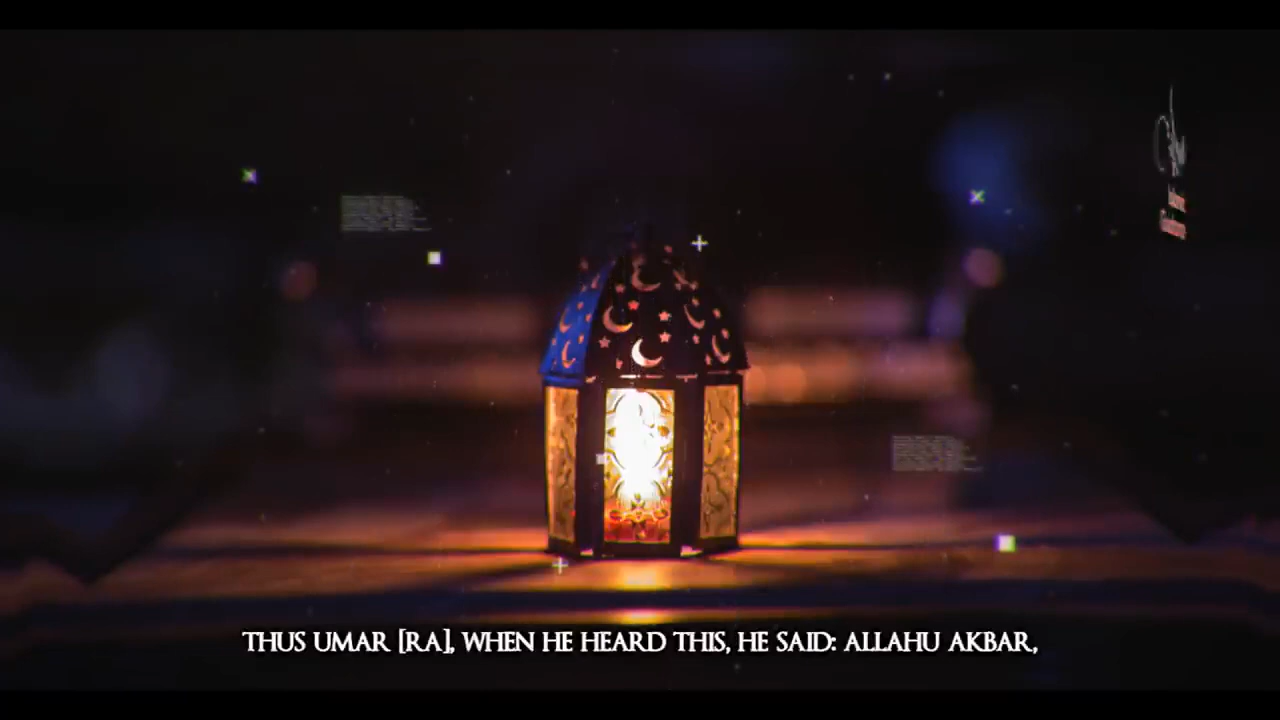 THUS UMAR [RA], WHEN HE HEARD THIS, HE SAID: ALLAHU AKBAR,